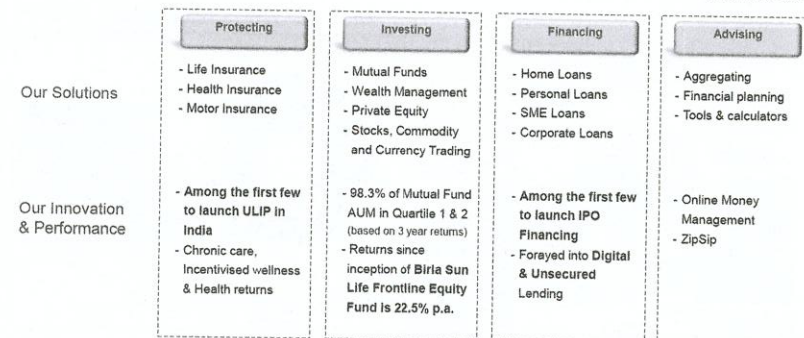 Protecting
Investing
Financing
Advising
Our Solutions
- Life Insurance
- Health Insurance
- Motor Insurance
- Mutual Funds
- Wealth Management
- Private Equity
- Stocks, Commodity
and Currency Trading
- Home Loans
- Personal Loans
- SME Loans
- Corporate Loans
- Aggregating
- Financial planning
- Tools & calculators
Our Innovation
& Performance
- Among the first few
to launch ULIP in
India
- Chronic care,
Incentivised wellness
& Health returns
- 98.3% of Mutual Fund
AUM in Quartile 1 & 2
(based on 3 year returns)
- Returns since
inception of Birla Sun
Life Frontline Equity
Fund is 22.5% p.a.
- Among the first few
to launch IPO
Financing
- Forayed into Digital
& Unsecured
Lending
- Online Money
Management
- ZipSip